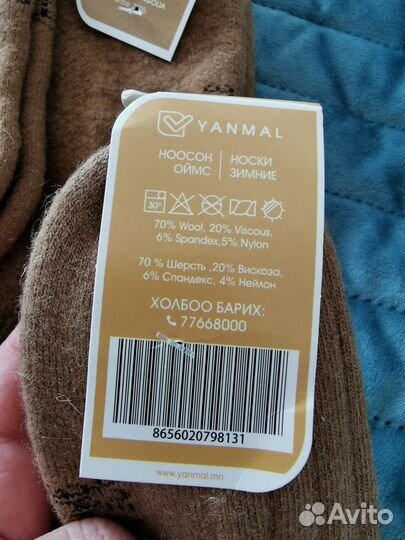 YANMAL
НООСОН ОЙМС | НОСКИ ЗИМНИЕ
30°
70% Wool, 20% Viscous,
6% Spandex,5% Nylon
70 % Шерсть ,20% Вискоза,
6% Спандекс, 4% Нейлон
ХОЛБОО БАРИХ:
77668000
8656020798131
www.yanmal.mn
Avito